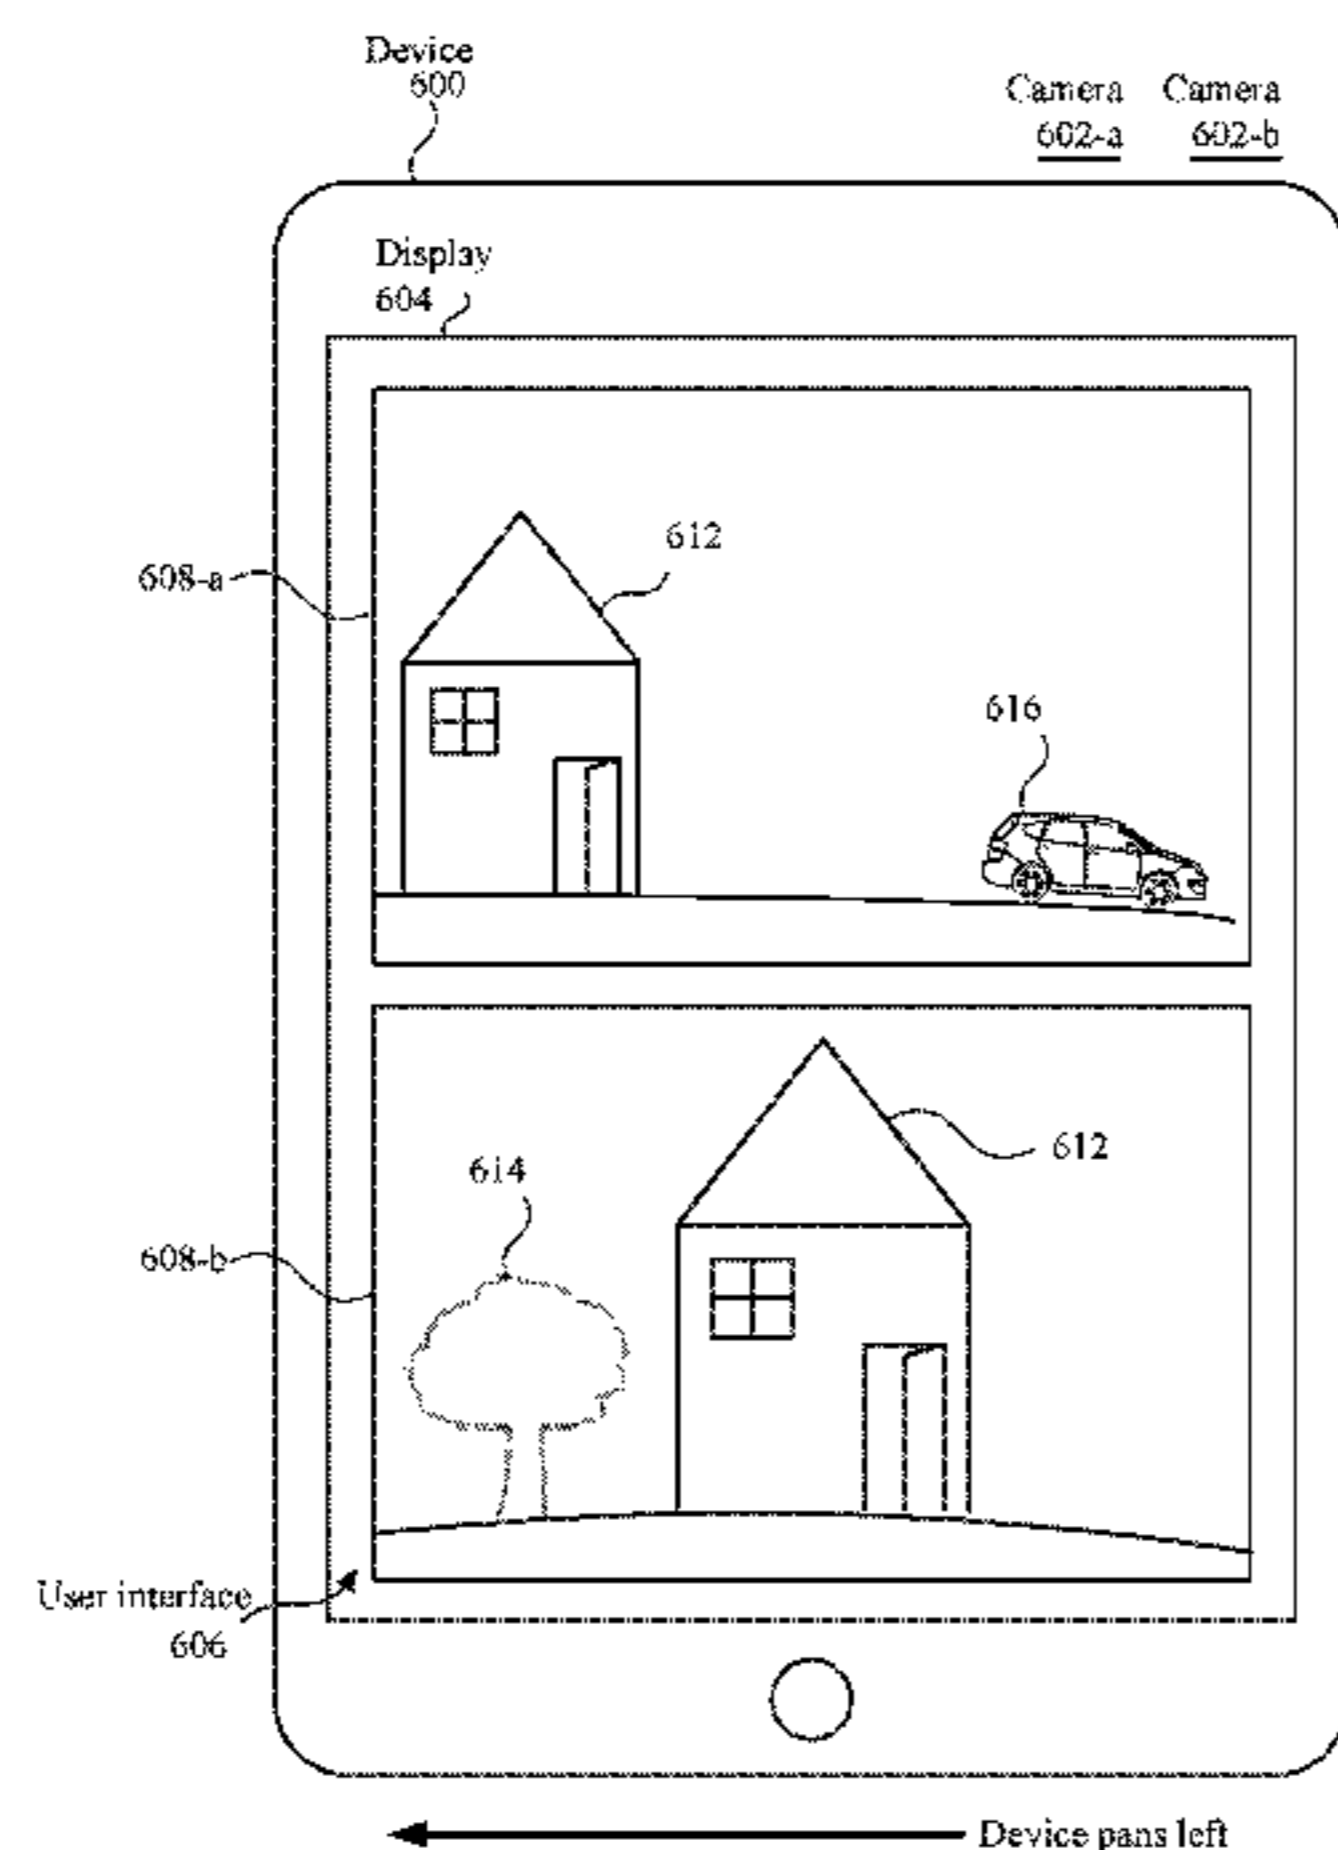 Device
600
Camera Camera
602-a 602-b
Display
604
612
608-a
616
612
614
608-b
User interface
606
Device pans left